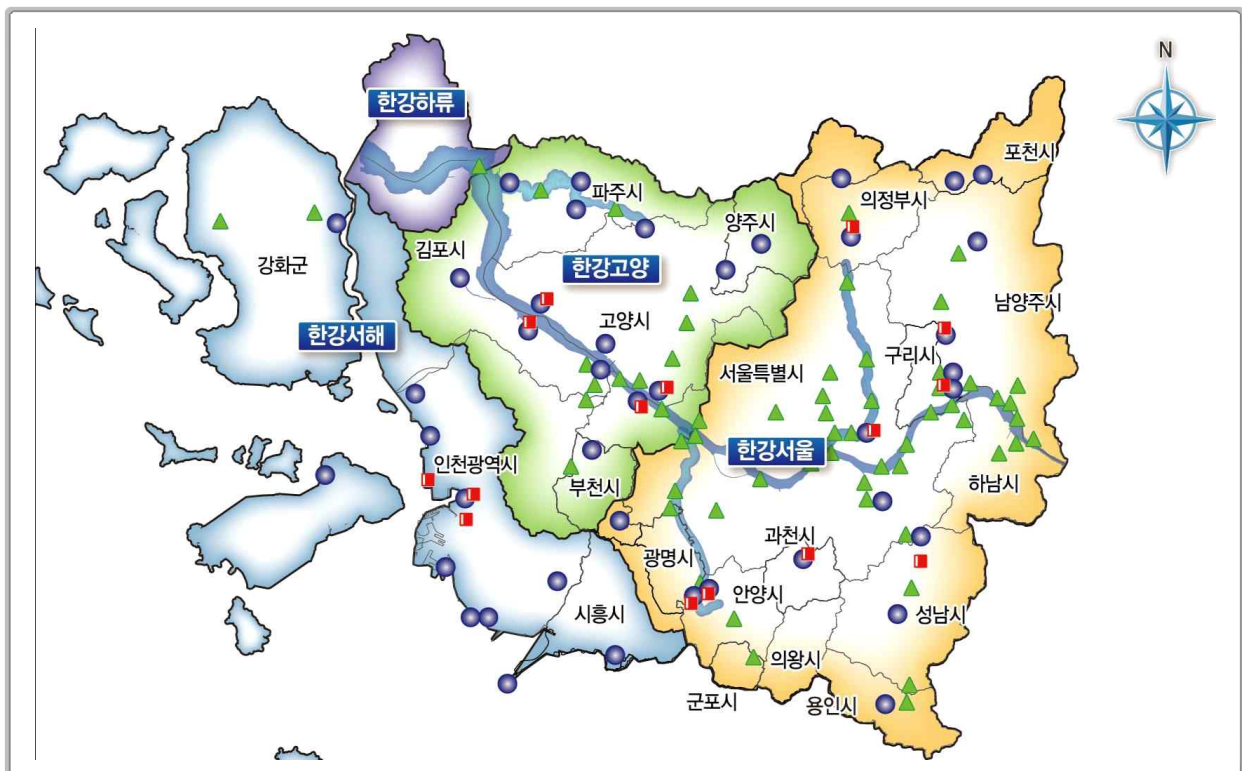 N
한강하류
포천시
의정부시
파주시
양주시
김포시
강화군
한강고양
남양주시
고양시
한강서해
구리시
서울특별시
한강서울
인천광역시
부천시
하남시
과천시
광명시
안양시
시흥시
성남시
의왕시
군포시
용인시